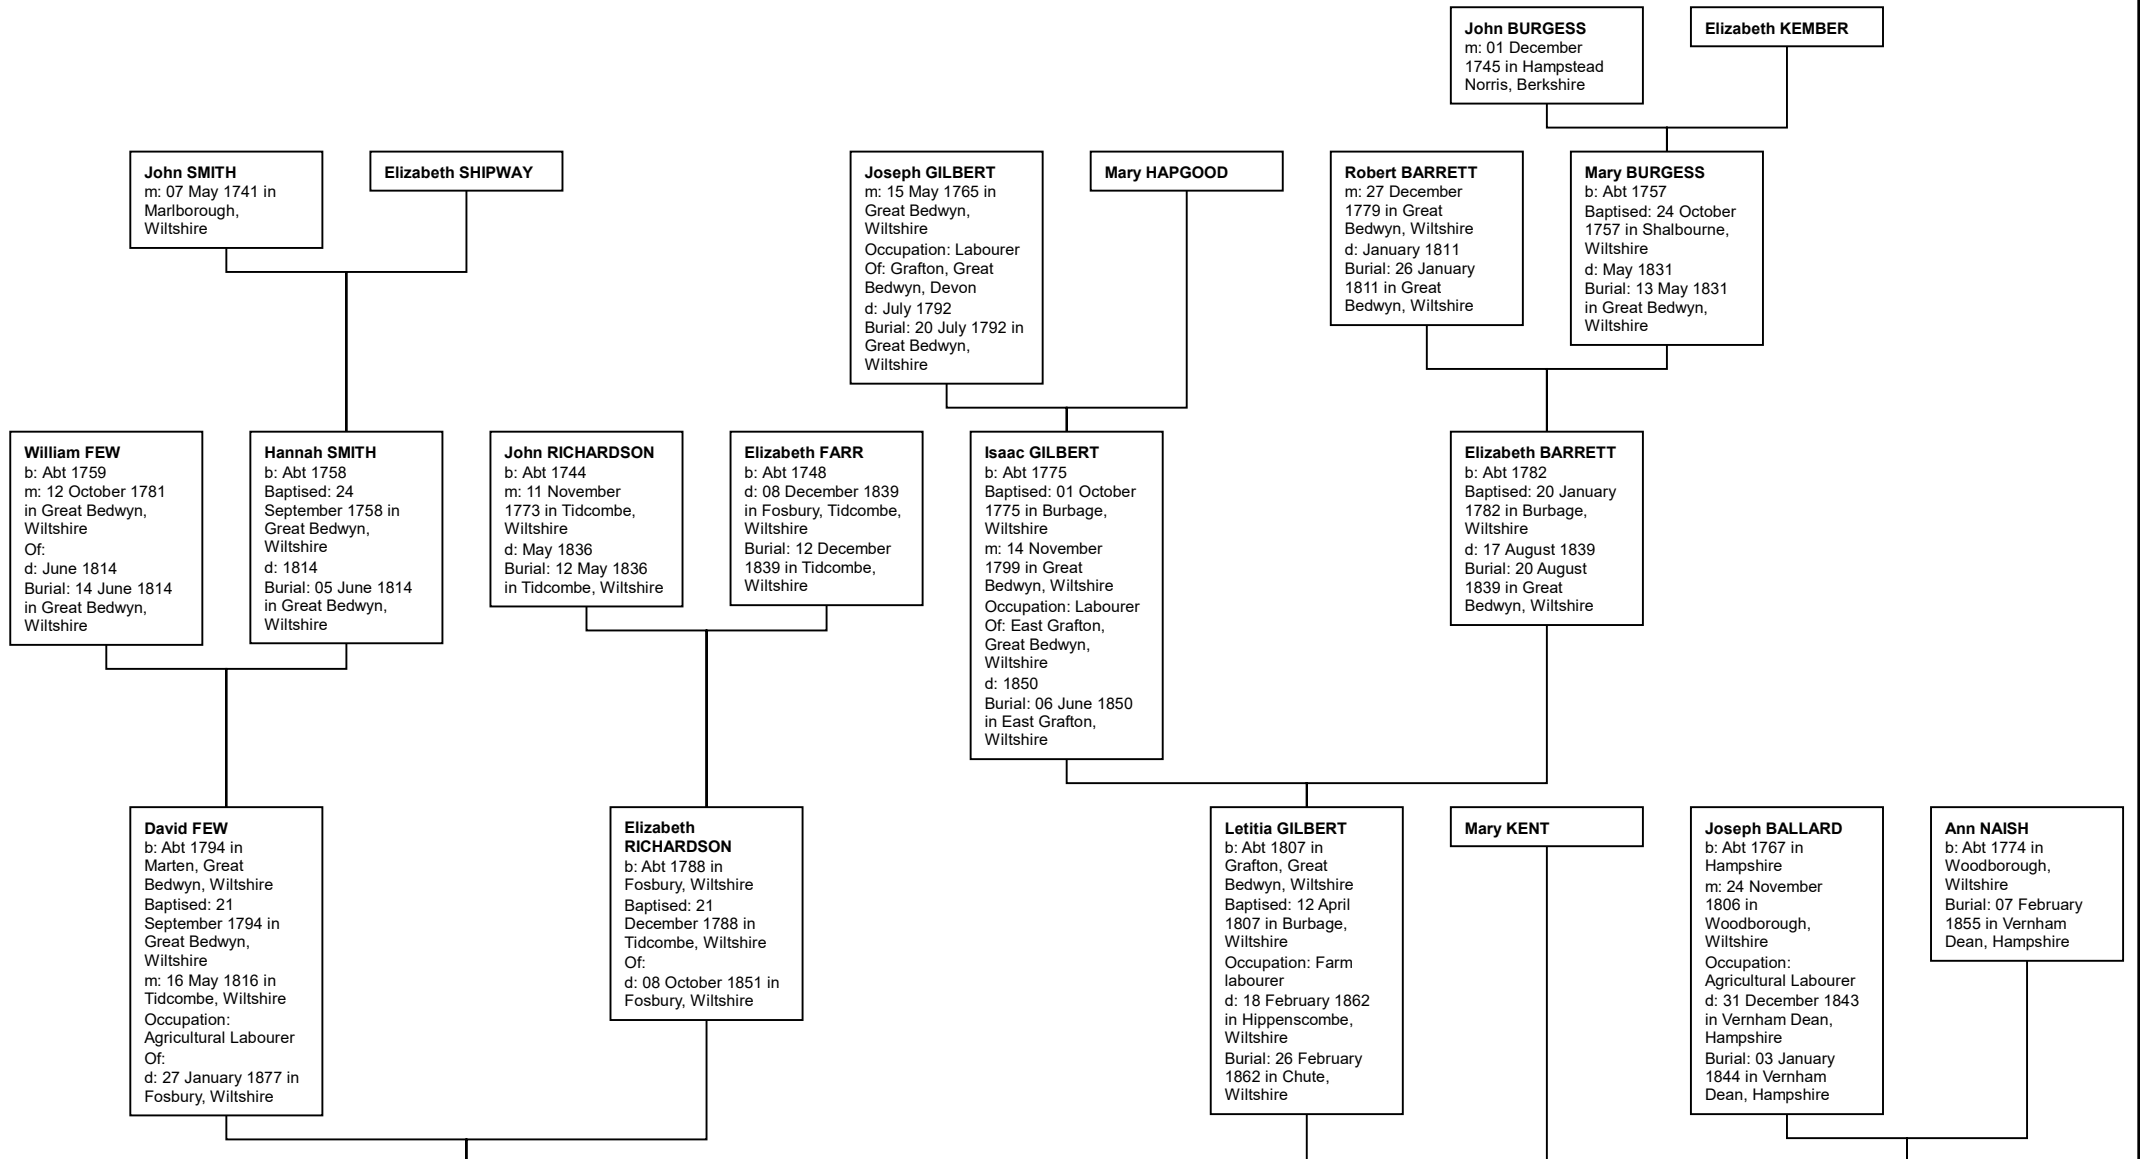 John BURGESS
m: 01 December
1745 in Hampstead
Norris, Berkshire
Elizabeth KEMBER
John SMITH
m: 07 May 1741 in
Marlborough,
Wiltshire
Elizabeth SHIPWAY
Joseph GILBERT
m: 15 May 1765 in
Great Bedwyn,
Wiltshire
Occupation: Labourer
Of: Grafton, Great
Bedwyn, Devon
d: July 1792
Burial: 20 July 1792 in
Great Bedwyn,
Wiltshire
Mary HAPGOOD
Robert BARRETT
m: 27 December
1779 in Great
Bedwyn, Wiltshire
d: January 1811
Burial: 26 January
1811 in Great
Bedwyn, Wiltshire
Mary BURGESS
b: Abt 1757
Baptised: 24 October
1757 in Shalbourne,
Wiltshire
d: May 1831
Burial: 13 May 1831
in Great Bedwyn,
Wiltshire
William FEW
b: Abt 1759
m: 12 October 1781
in Great Bedwyn,
Wiltshire
Of:
d: June 1814
Burial: 14 June 1814
in Great Bedwyn,
Wiltshire
Hannah SMITH
b: Abt 1758
Baptised: 24
September 1758 in
Great Bedwyn,
Wiltshire
d: 1814
Burial: 05 June 1814
in Great Bedwyn,
Wiltshire
John RICHARDSON
b: Abt 1744
m: 11 November
1773 in Tidcombe,
Wiltshire
d: May 1836
Burial: 12 May 1836
in Tidcombe, Wiltshire
Elizabeth FARR
b: Abt 1748
d: 08 December 1839
in Fosbury, Tidcombe,
Wiltshire
Burial: 12 December
1839 in Tidcombe,
Wiltshire
Isaac GILBERT
b: Abt 1775
Baptised: 01 October
1775 in Burbage,
Wiltshire
m: 14 November
1799 in Great
Bedwyn, Wiltshire
Occupation: Labourer
Of: East Grafton,
Great Bedwyn,
Wiltshire
d: 1850
Burial: 06 June 1850
in East Grafton,
Wiltshire
Elizabeth BARRETT
b: Abt 1782
Baptised: 20 January
1782 in Burbage,
Wiltshire
d: 17 August 1839
Burial: 20 August
1839 in Great
Bedwyn, Wiltshire
David FEW
b: Abt 1794 in
Marten, Great
Bedwyn, Wiltshire
Baptised: 21
September 1794 in
Great Bedwyn,
Wiltshire
m: 16 May 1816 in
Tidcombe, Wiltshire
Occupation:
Agricultural Labourer
Of:
d: 27 January 1877 in
Fosbury, Wiltshire
Elizabeth
RICHARDSON
b: Abt 1788 in
Fosbury, Wiltshire
Baptised: 21
December 1788 in
Tidcombe, Wiltshire
Of:
d: 08 October 1851 in
Fosbury, Wiltshire
Letitia GILBERT
b: Abt 1807 in
Grafton, Great
Bedwyn, Wiltshire
Baptised: 12 April
1807 in Burbage,
Wiltshire
Occupation: Farm
labourer
d: 18 February 1862
in Hippenscombe,
Wiltshire
Burial: 26 February
1862 in Chute,
Wiltshire
Mary KENT
Joseph BALLARD
b: Abt 1767 in
Hampshire
m: 24 November
1806 in
Woodborough,
Wiltshire
Occupation:
Agricultural Labourer
d: 31 December 1843
in Vernham Dean,
Hampshire
Burial: 03 January
1844 in Vernham
Dean, Hampshire
Ann NAISH
b: Abt 1774 in
Woodborough,
Wiltshire
Burial: 07 February
1855 in Vernham
Dean, Hampshire